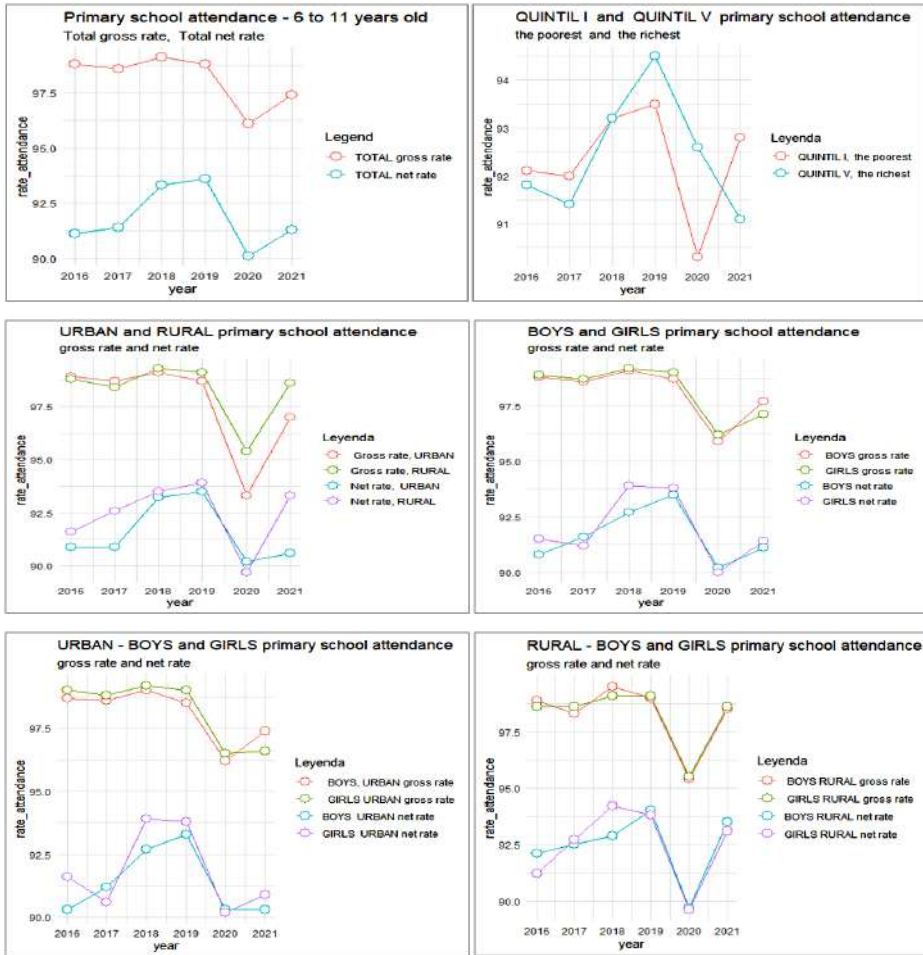 Primary school attendance - 6 to 11 years old
Total gross rate, Total net rate
97.5
95.0
92.5
90.0
rate_attendance
2016 2017 2018 2019 2020 2021
year
Legend
TOTAL gross rate
TOTAL net rate
QUINTIL I and QUINTIL V primary school attendance
the poorest and the richest
94
93
92
91
rate_attendance
2016 2017 2018 2019 2020 2021
year
Leyenda
QUINTIL I, the poorest
QUINTIL V, the richest
URBAN and RURAL primary school attendance
gross rate and net rate
97.5
95.0
92.5
90.0
rate_attendance
2016 2017 2018 2019 2020 2021
year
Leyenda
Gross rate, URBAN
Gross rate, RURAL
Net rate, URBAN
Net rate, RURAL
BOYS and GIRLS primary school attendance
gross rate and net rate
97.5
95.0
92.5
90.0
rate_attendance
2016 2017 2018 2019 2020 2021
year
Leyenda
BOYS gross rate
GIRLS gross rate
BOYS net rate
GIRLS net rate
URBAN - BOYS and GIRLS primary school attendance
gross rate and net rate
97.5
95.0
92.5
90.0
rate_attendance
2016 2017 2018 2019 2020 2021
year
Leyenda
BOYS, URBAN gross rate
GIRLS URBAN gross rate
BOYS URBAN net rate
GIRLS URBAN net rate
RURAL - BOYS and GIRLS primary school attendance
gross rate and net rate
97.5
95.0
92.5
90.0
rate_attendance
2016 2017 2018 2019 2020 2021
year
Leyenda
BOYS RURAL gross rate
GIRLS RURAL gross rate
BOYS RURAL net rate
GIRLS RURAL net rate